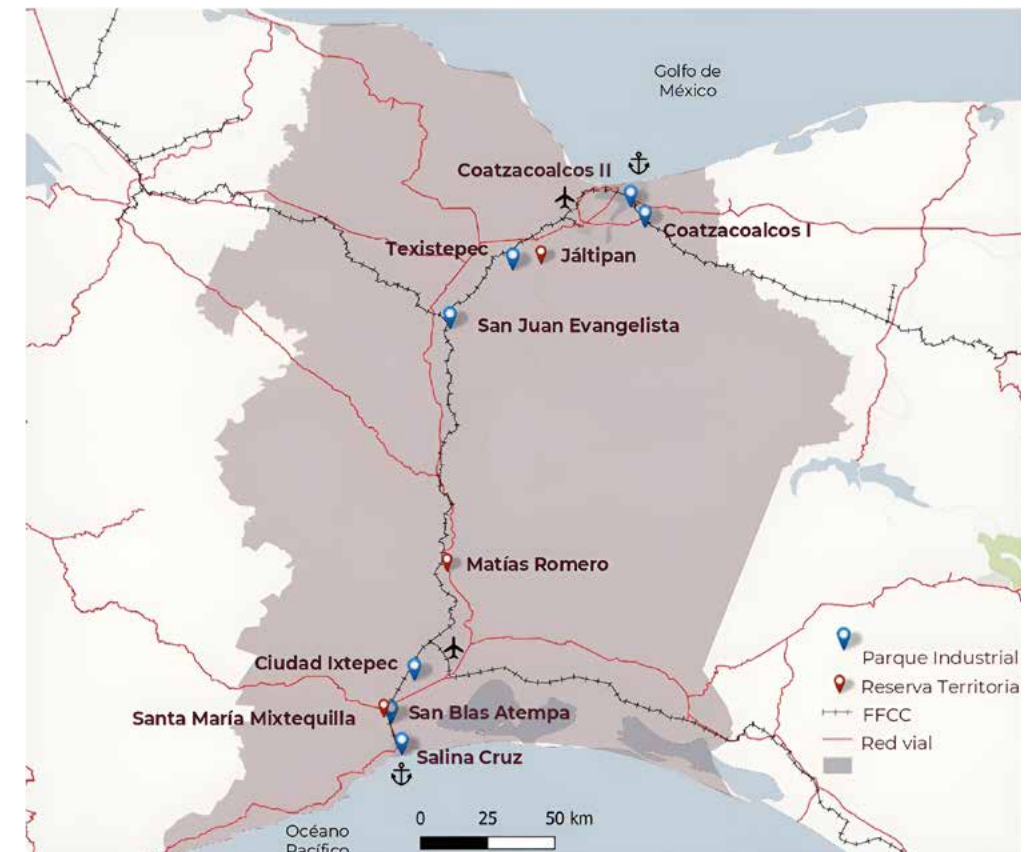 Golfo de
México
Coatzacoalcos II
Coatzacoalcos I
Texistepec
Jáltipan
San Juan Evangelista
Matías Romero
Ciudad Ixtepec
Parque Industrial
Reserva Territoria
Santa María Mixtequilla
San Blas Atempa
FFCC
Red vial
Salina Cruz
0 25 50 km
Océano
Pacífico